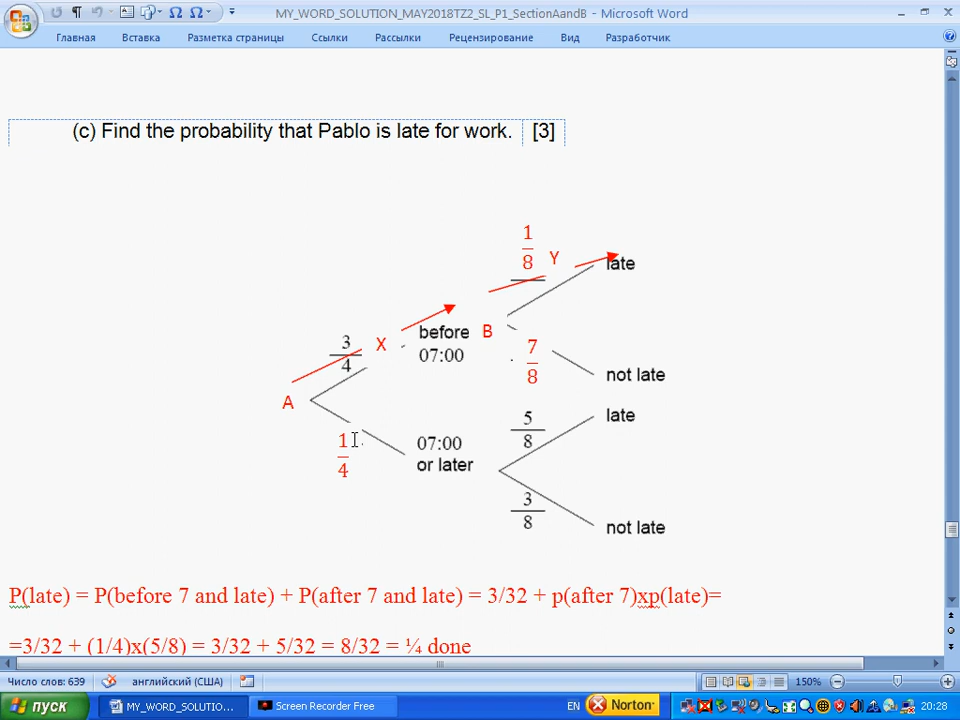 MY_WORD_SOLUTION_MAY2018TZ2_SL_P1_SectionAandB - Microsoft Word
Главная Вставка Разметка страницы Ссылки Рассылки Рецензирование Вид Разработчик
(c) Find the probability that Pablo is late for work. [3]
1
8
Y
late
3
4
X
before
07:00
B
7
8
not late
A
1
4
07:00
or later
5
8
late
3
8
not late
P(late) = P(before 7 and late) + P(after 7 and late) = 3/32 + p(after 7)xp(late)=
=3/32 + (1/4)x(5/8) = 3/32 + 5/32 = 8/32 = ¼ done
Число слов: 639 английский (США) 150%
пуск MY_WORD_SOLUTIO... Screen Recorder Free EN Norton 20:28